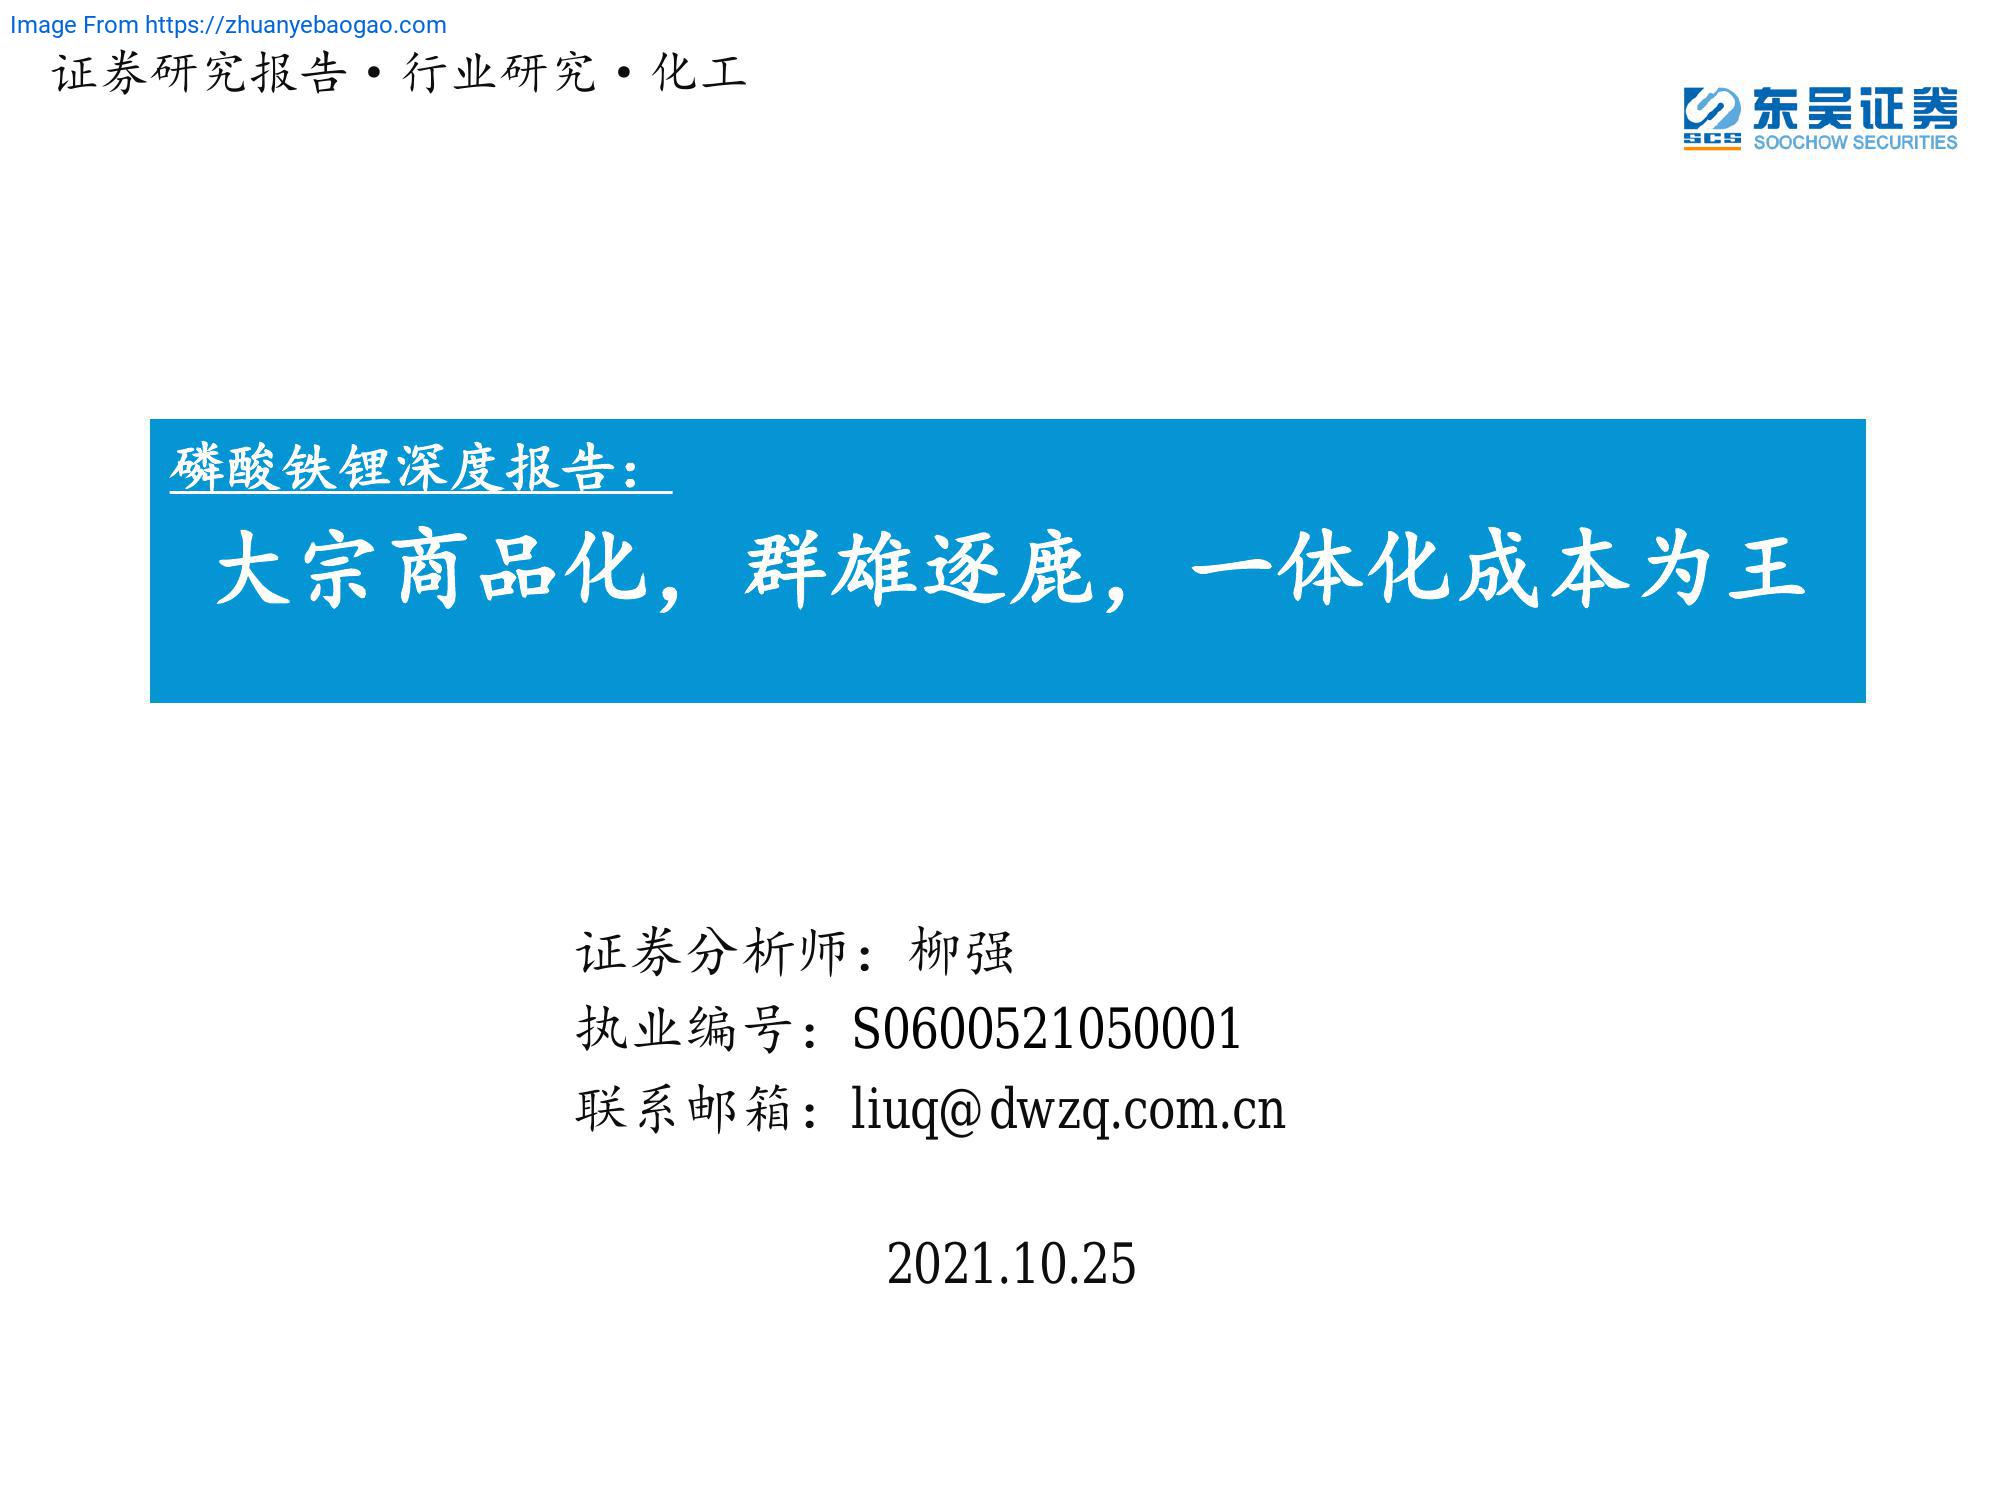 Image From https://zhuanyebaogao.com
证券研究报告·行业研究·化工
东吴证券
SCS
SOOCHOW SECURITIES
磷酸铁锂深度报告：
大宗商品化，群雄逐鹿，一体化成本为王
证券分析师：柳强
执业编号：S0600521050001
联系邮箱：liuq@dwzq.com.cn
2021.10.25